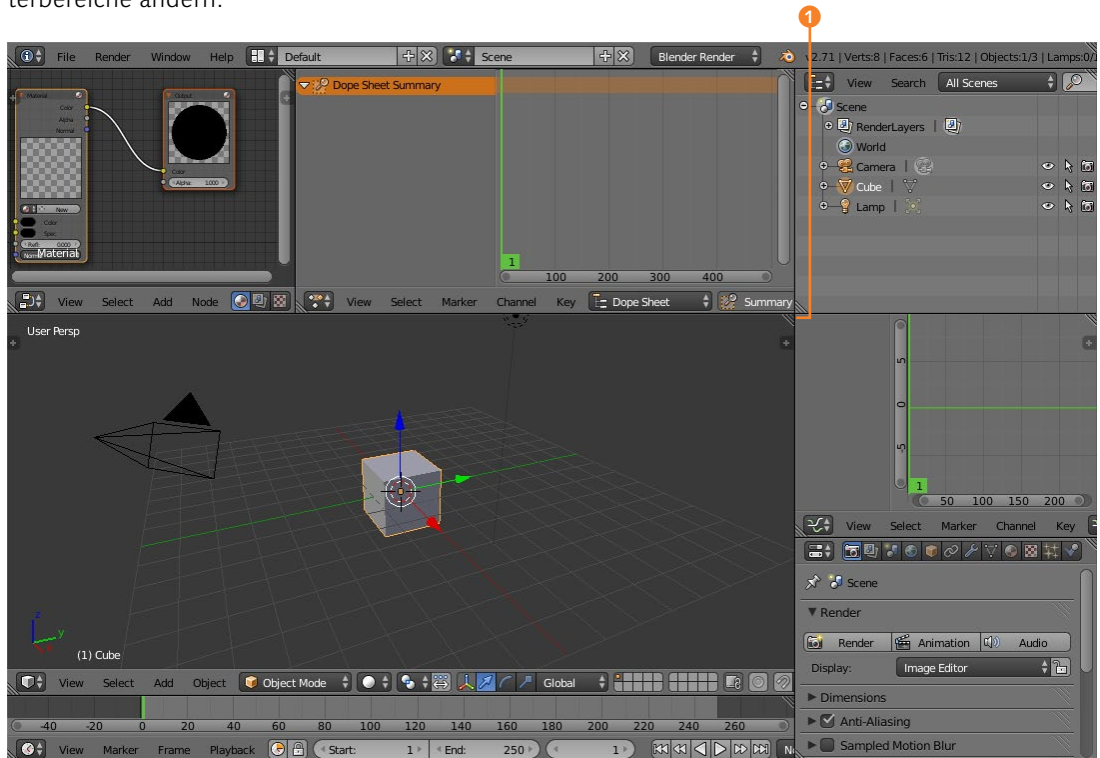 terbereiche ändern.
1
File Render Window Help Default Scene Blender Render v2.71 | Verts:8 | Faces:6 | Tris:12 | Objects:1/3 | Lamps:0/1
Material
Color
Alpha
Normal
New
Color
Spec
Ref: 0.000
Material
Output
Color
Alpha: 1.000
View Select Add Node
Dope Sheet Summary
1
100 200 300 400
View Select Marker Channel Key Dope Sheet Summary
View Search All Scenes
Scene
RenderLayers |
World
Camera |
Cube |
Lamp |
User Persp
z
y
(1) Cube
View Select Add Object Object Mode Global
5
0
-5
1
50 100 150 200
View Select Marker Channel Key
Scene
Render
Render Animation Audio
Display: Image Editor
Dimensions
Anti-Aliasing
Sampled Motion Blur
-40 -20 0 20 40 60 80 100 120 140 160 180 200 220 240 260
View Marker Frame Playback Start: 1 End: 250 1